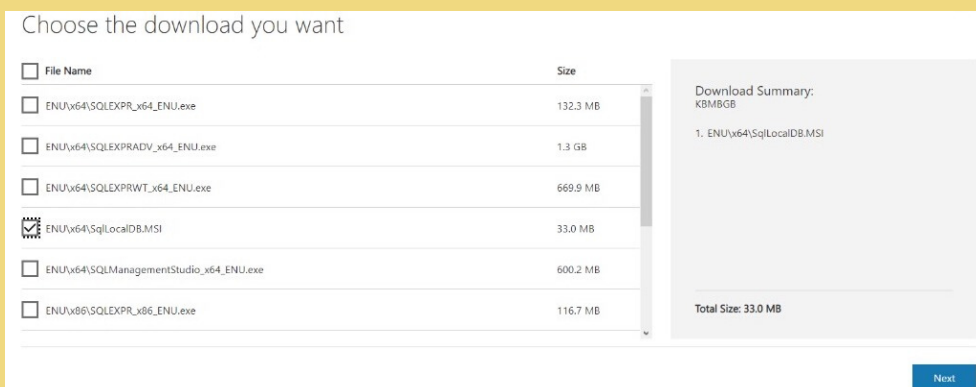 Choose the download you want
File Name Size
ENU\x64\SQLEXPR_x64_ENU.exe 132.3 MB
ENU\x64\SQLEXPRADV_x64_ENU.exe 1.3 GB
ENU\x64\SQLEXPRWT_x64_ENU.exe 669.9 MB
ENU\x64\SqlLocalDB.MSI 33.0 MB
ENU\x64\SQLManagementStudio_x64_ENU.exe 600.2 MB
ENU\x86\SQLEXPR_x86_ENU.exe 116.7 MB
Download Summary:
KBMBGB
1. ENU\x64\SqlLocalDB.MSI
Total Size: 33.0 MB
Next